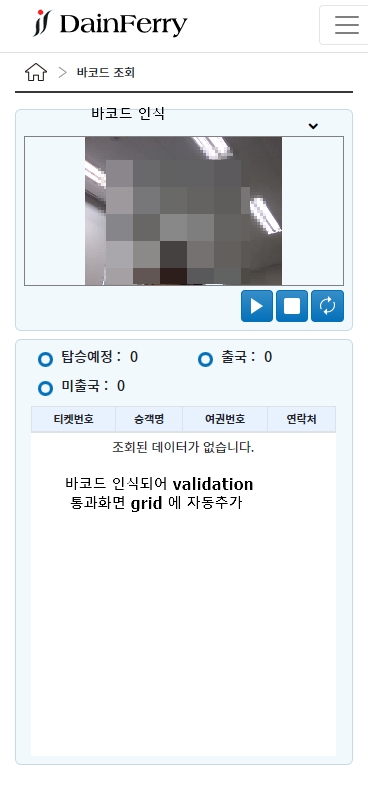 DainFerry
바코드 조회
바코드 인식
탑승예정 : 0
출국 : 0
미출국 : 0
티켓번호 승객명 여권번호 연락처
조회된 데이터가 없습니다.
바코드 인식되어 validation
통과화면 grid 에 자동추가